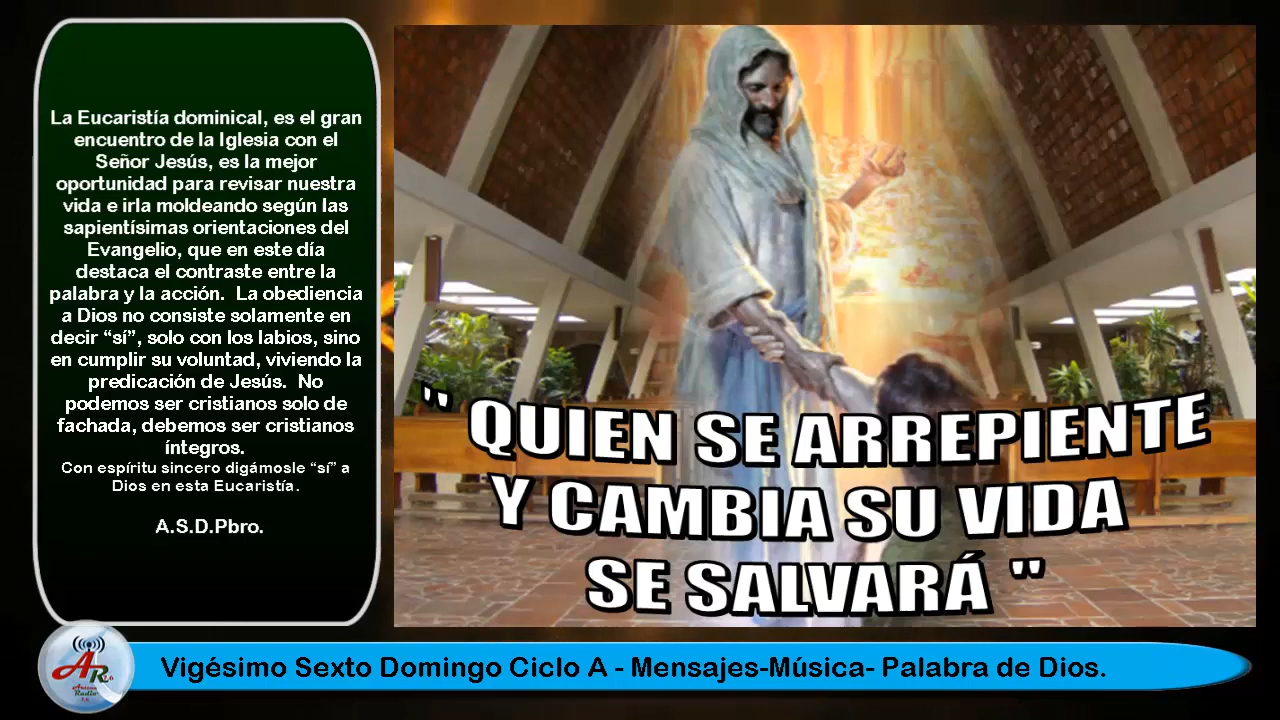 La Eucaristía dominical, es el gran
encuentro de la Iglesia con el
Señor Jesús, es la mejor
oportunidad para revisar nuestra
vida e irla moldeando según las
sapientísimas orientaciones del
Evangelio, que en este día
destaca el contraste entre la
palabra y la acción.  La obediencia
a Dios no consiste solamente en
decir “sí”, solo con los labios, sino
en cumplir su voluntad, viviendo la
predicación de Jesús.  No
podemos ser cristianos solo de
fachada, debemos ser cristianos
íntegros.
Con espíritu sincero digámosle “sí” a
Dios en esta Eucaristía.
A.S.D.Pbro.
" QUIEN SE ARREPIENTE
Y CAMBIA SU VIDA
SE SALVARÁ "
AR
Radio
Vigésimo Sexto Domingo Ciclo A - Mensajes-Música- Palabra de Dios.